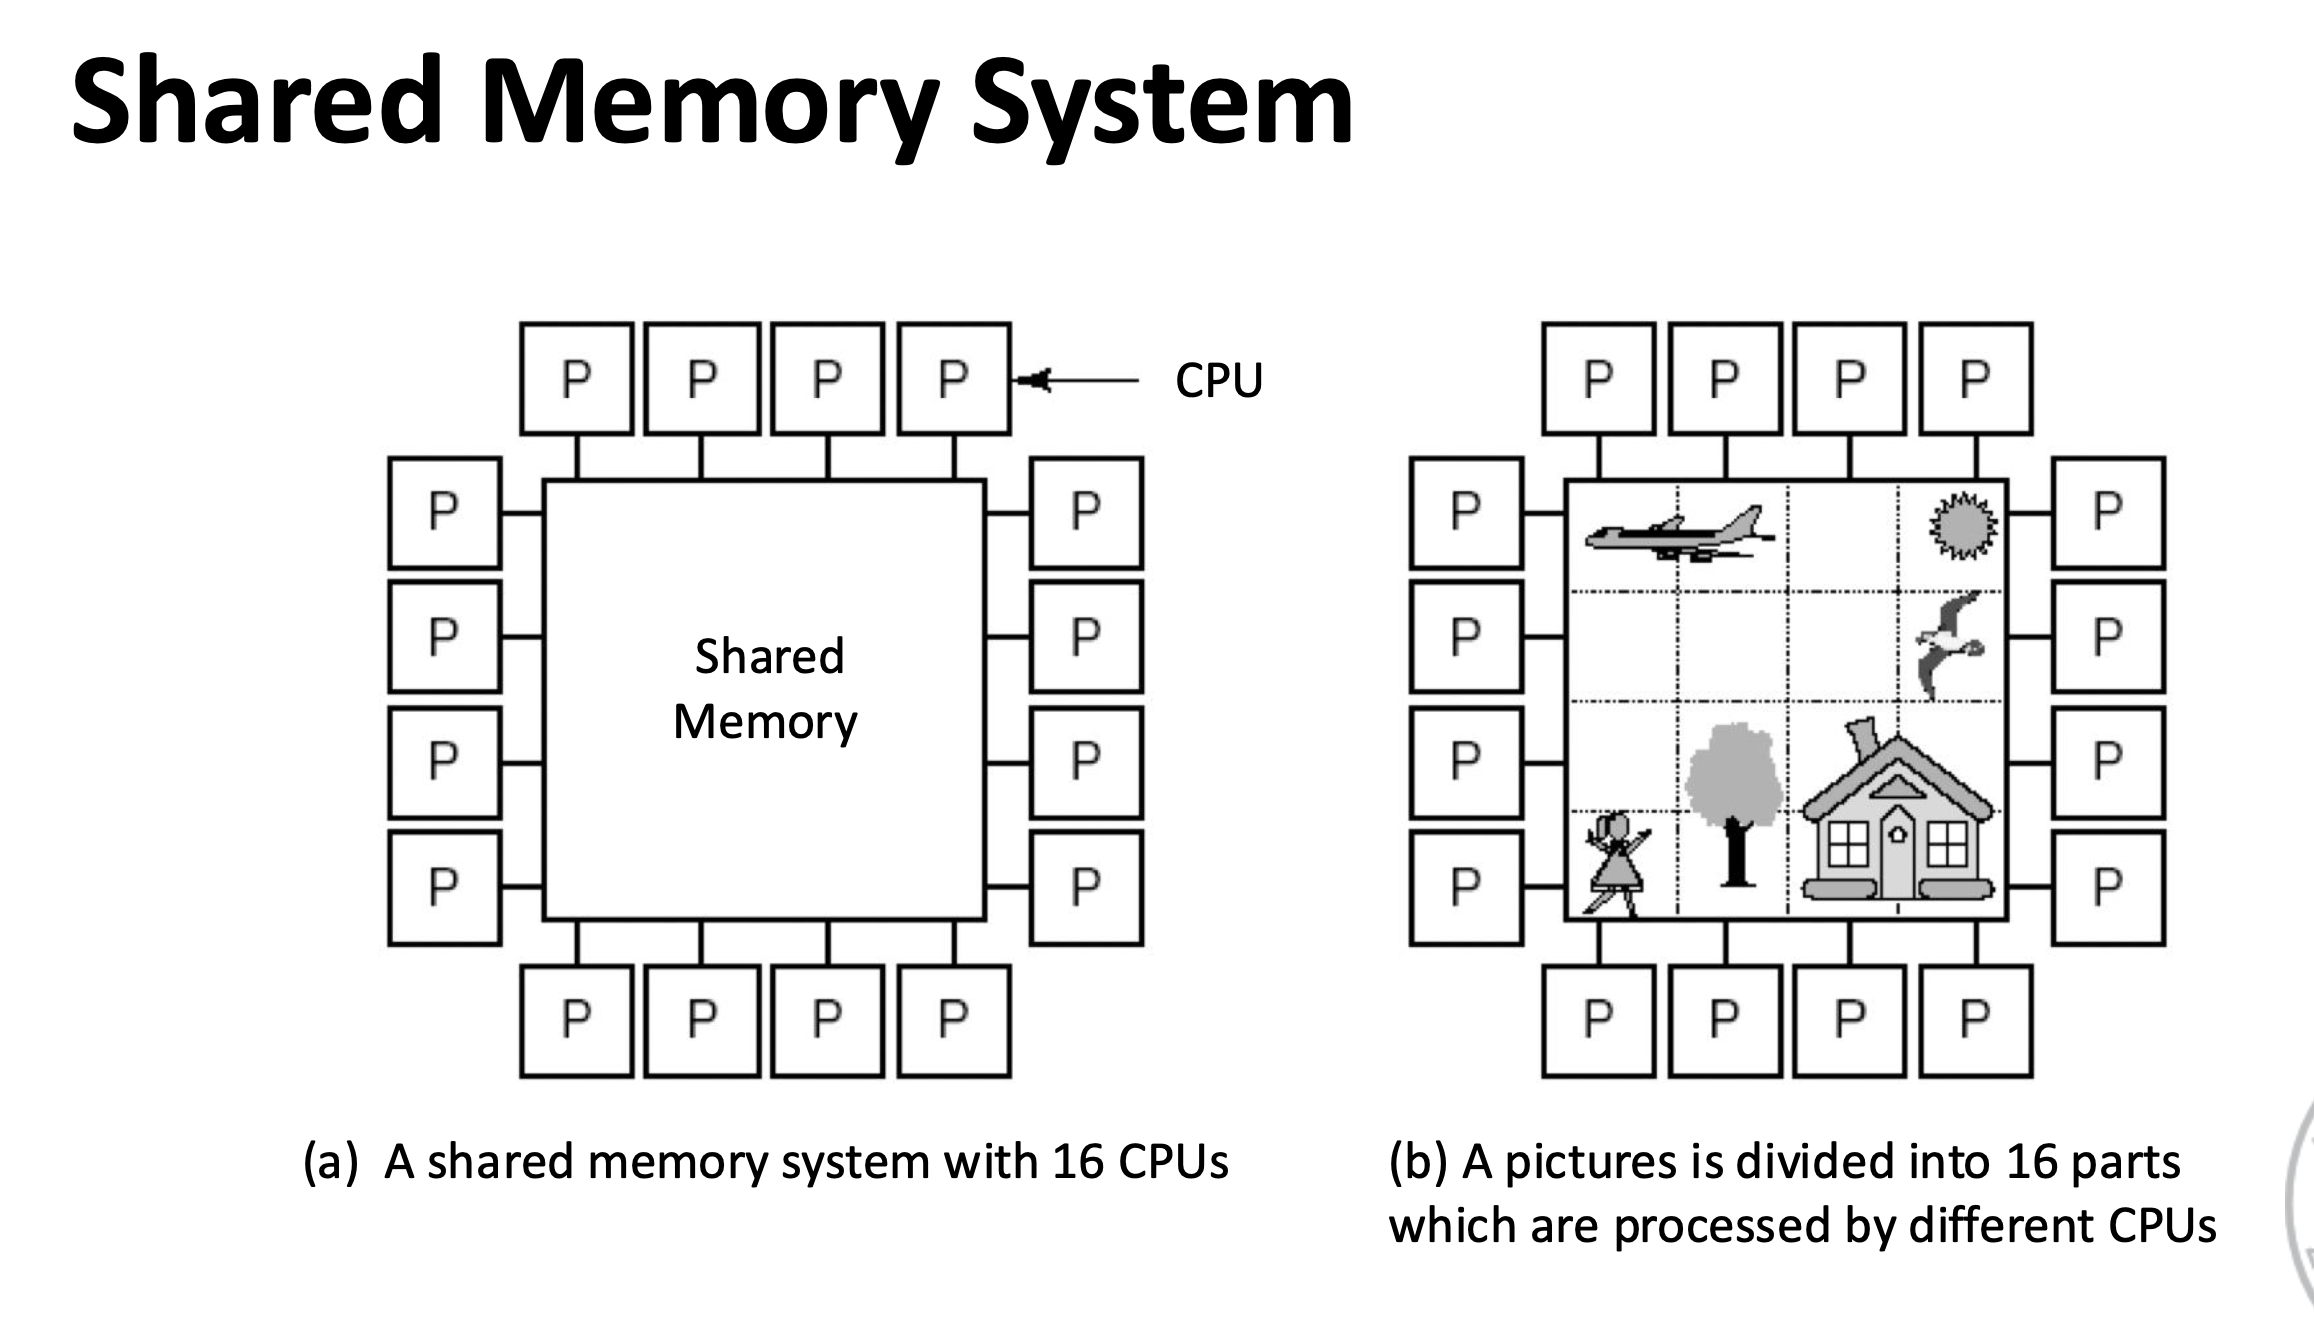 Shared Memory System
P P P P
CPU
P P
P P
Shared
Memory
P P
P P
P P P P
(a) A shared memory system with 16 CPUs
P P P P
P P
P P
P P
P P
P P P P
(b) A pictures is divided into 16 parts
which are processed by different CPUs